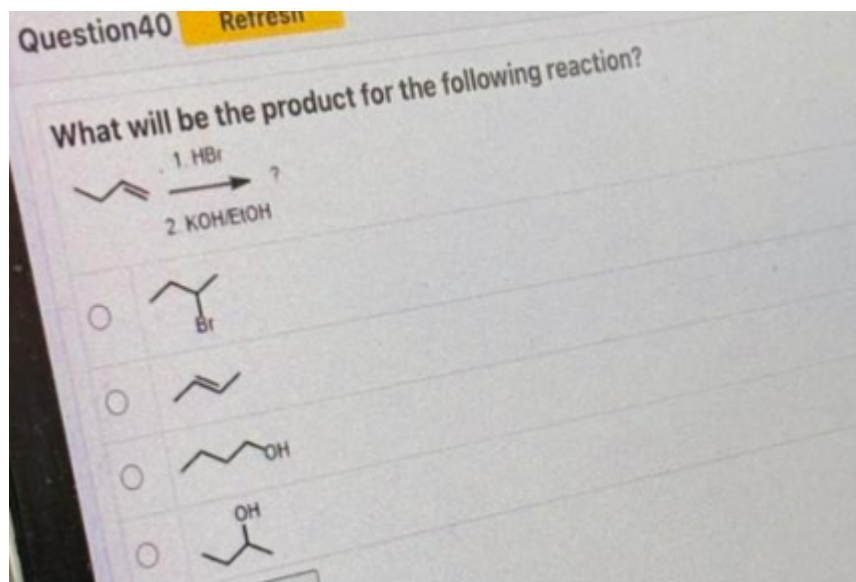 Question40
Refresh
What will be the product for the following reaction?
1. HBr
?
2. KOH/EtOH
Br
OH
OH